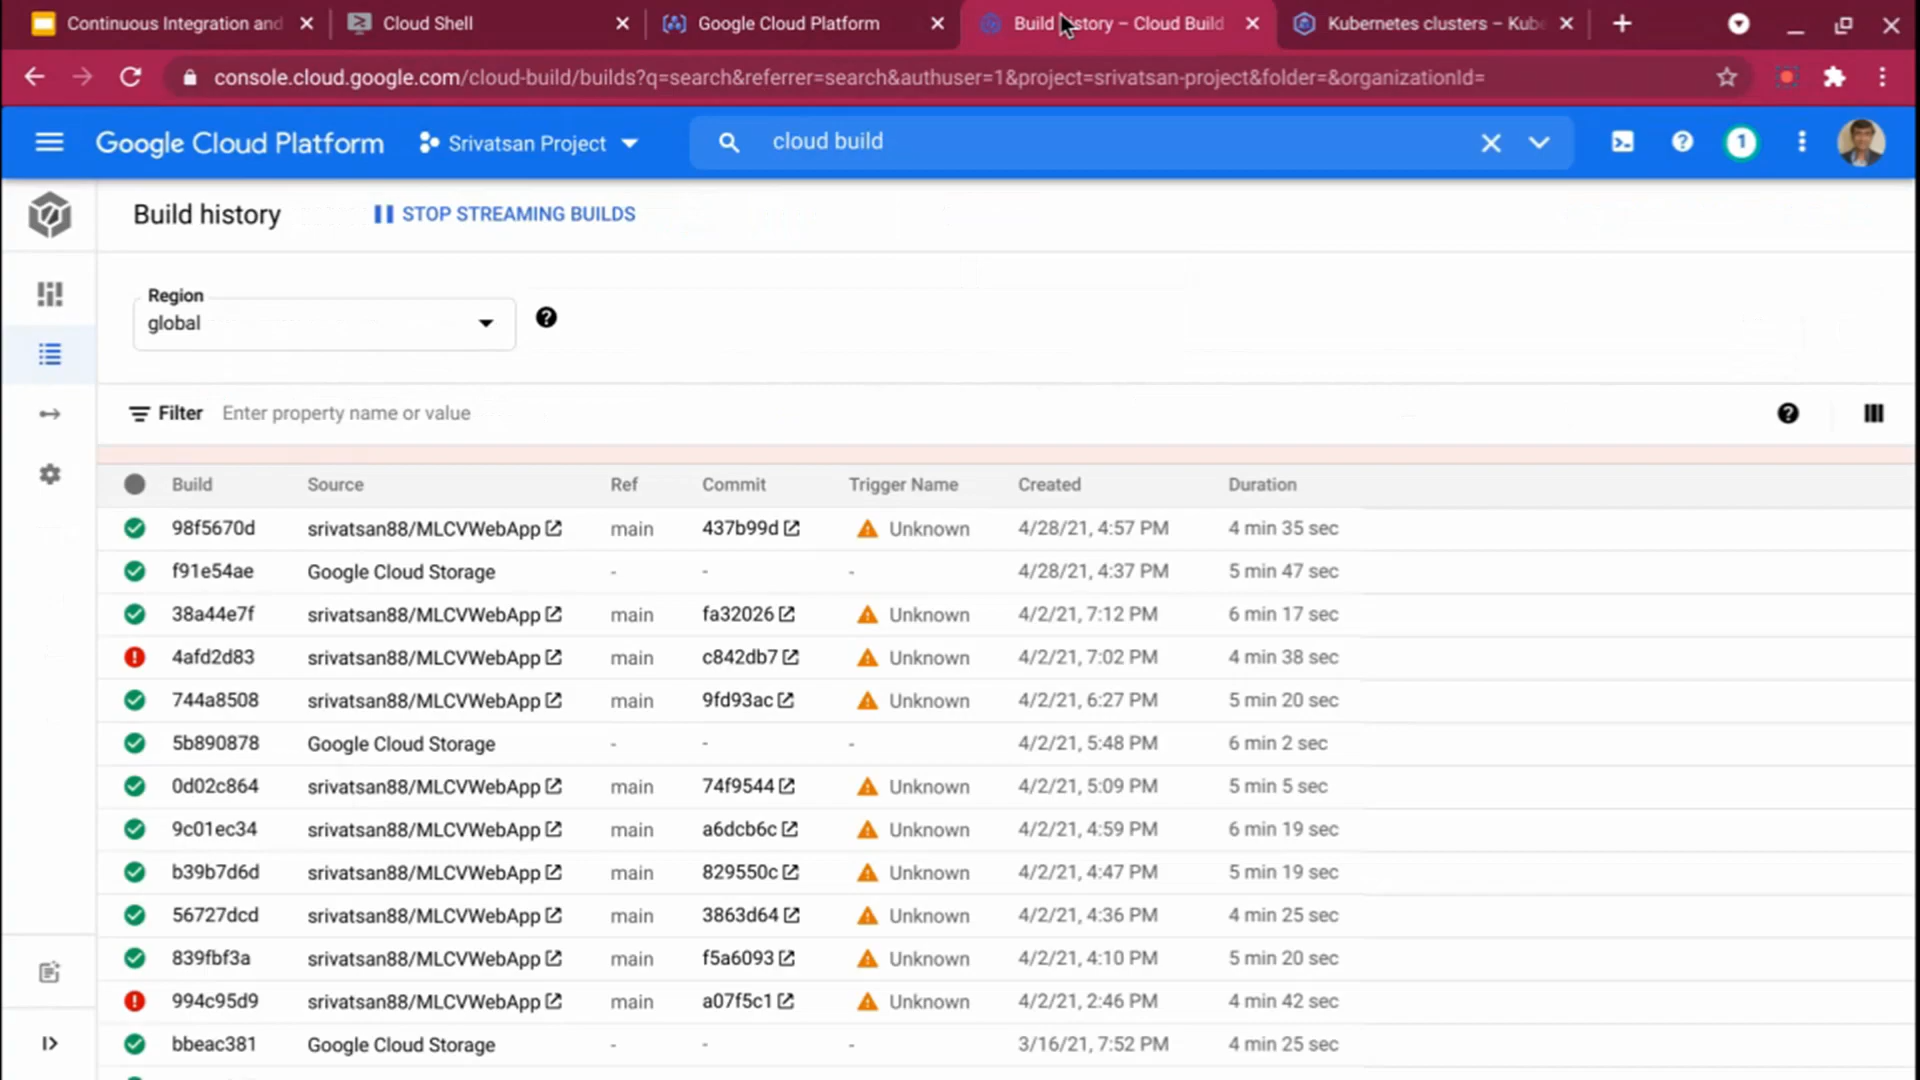 Continuous Integration and
Cloud Shell
Google Cloud Platform
Build history – Cloud Build
Kubernetes clusters – Kube
console.cloud.google.com/cloud-build/builds?q=search&referrer=search&authuser=1&project=srivatsan-project&folder=&organizationId=
Google Cloud Platform
Srivatsan Project
cloud build
1
Build history
STOP STREAMING BUILDS
Region
global
Filter Enter property name or value
Build Source Ref Commit Trigger Name Created Duration
98f5670d srivatsan88/MLCVWebApp main 437b99d Unknown 4/28/21, 4:57 PM 4 min 35 sec
f91e54ae Google Cloud Storage - - - 4/28/21, 4:37 PM 5 min 47 sec
38a44e7f srivatsan88/MLCVWebApp main fa32026 Unknown 4/2/21, 7:12 PM 6 min 17 sec
4afd2d83 srivatsan88/MLCVWebApp main c842db7 Unknown 4/2/21, 7:02 PM 4 min 38 sec
744a8508 srivatsan88/MLCVWebApp main 9fd93ac Unknown 4/2/21, 6:27 PM 5 min 20 sec
5b890878 Google Cloud Storage - - - 4/2/21, 5:48 PM 6 min 2 sec
0d02c864 srivatsan88/MLCVWebApp main 74f9544 Unknown 4/2/21, 5:09 PM 5 min 5 sec
9c01ec34 srivatsan88/MLCVWebApp main a6dcb6c Unknown 4/2/21, 4:59 PM 6 min 19 sec
b39b7d6d srivatsan88/MLCVWebApp main 829550c Unknown 4/2/21, 4:47 PM 5 min 19 sec
56727dcd srivatsan88/MLCVWebApp main 3863d64 Unknown 4/2/21, 4:36 PM 4 min 25 sec
839fbf3a srivatsan88/MLCVWebApp main f5a6093 Unknown 4/2/21, 4:10 PM 5 min 20 sec
994c95d9 srivatsan88/MLCVWebApp main a07f5c1 Unknown 4/2/21, 2:46 PM 4 min 42 sec
bbeac381 Google Cloud Storage - - - 3/16/21, 7:52 PM 4 min 25 sec